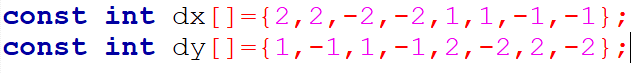 const int dx[]={2,2,-2,-2,1,1,-1,-1};
const int dy[]={1,-1,1,-1,2,-2,2,-2};